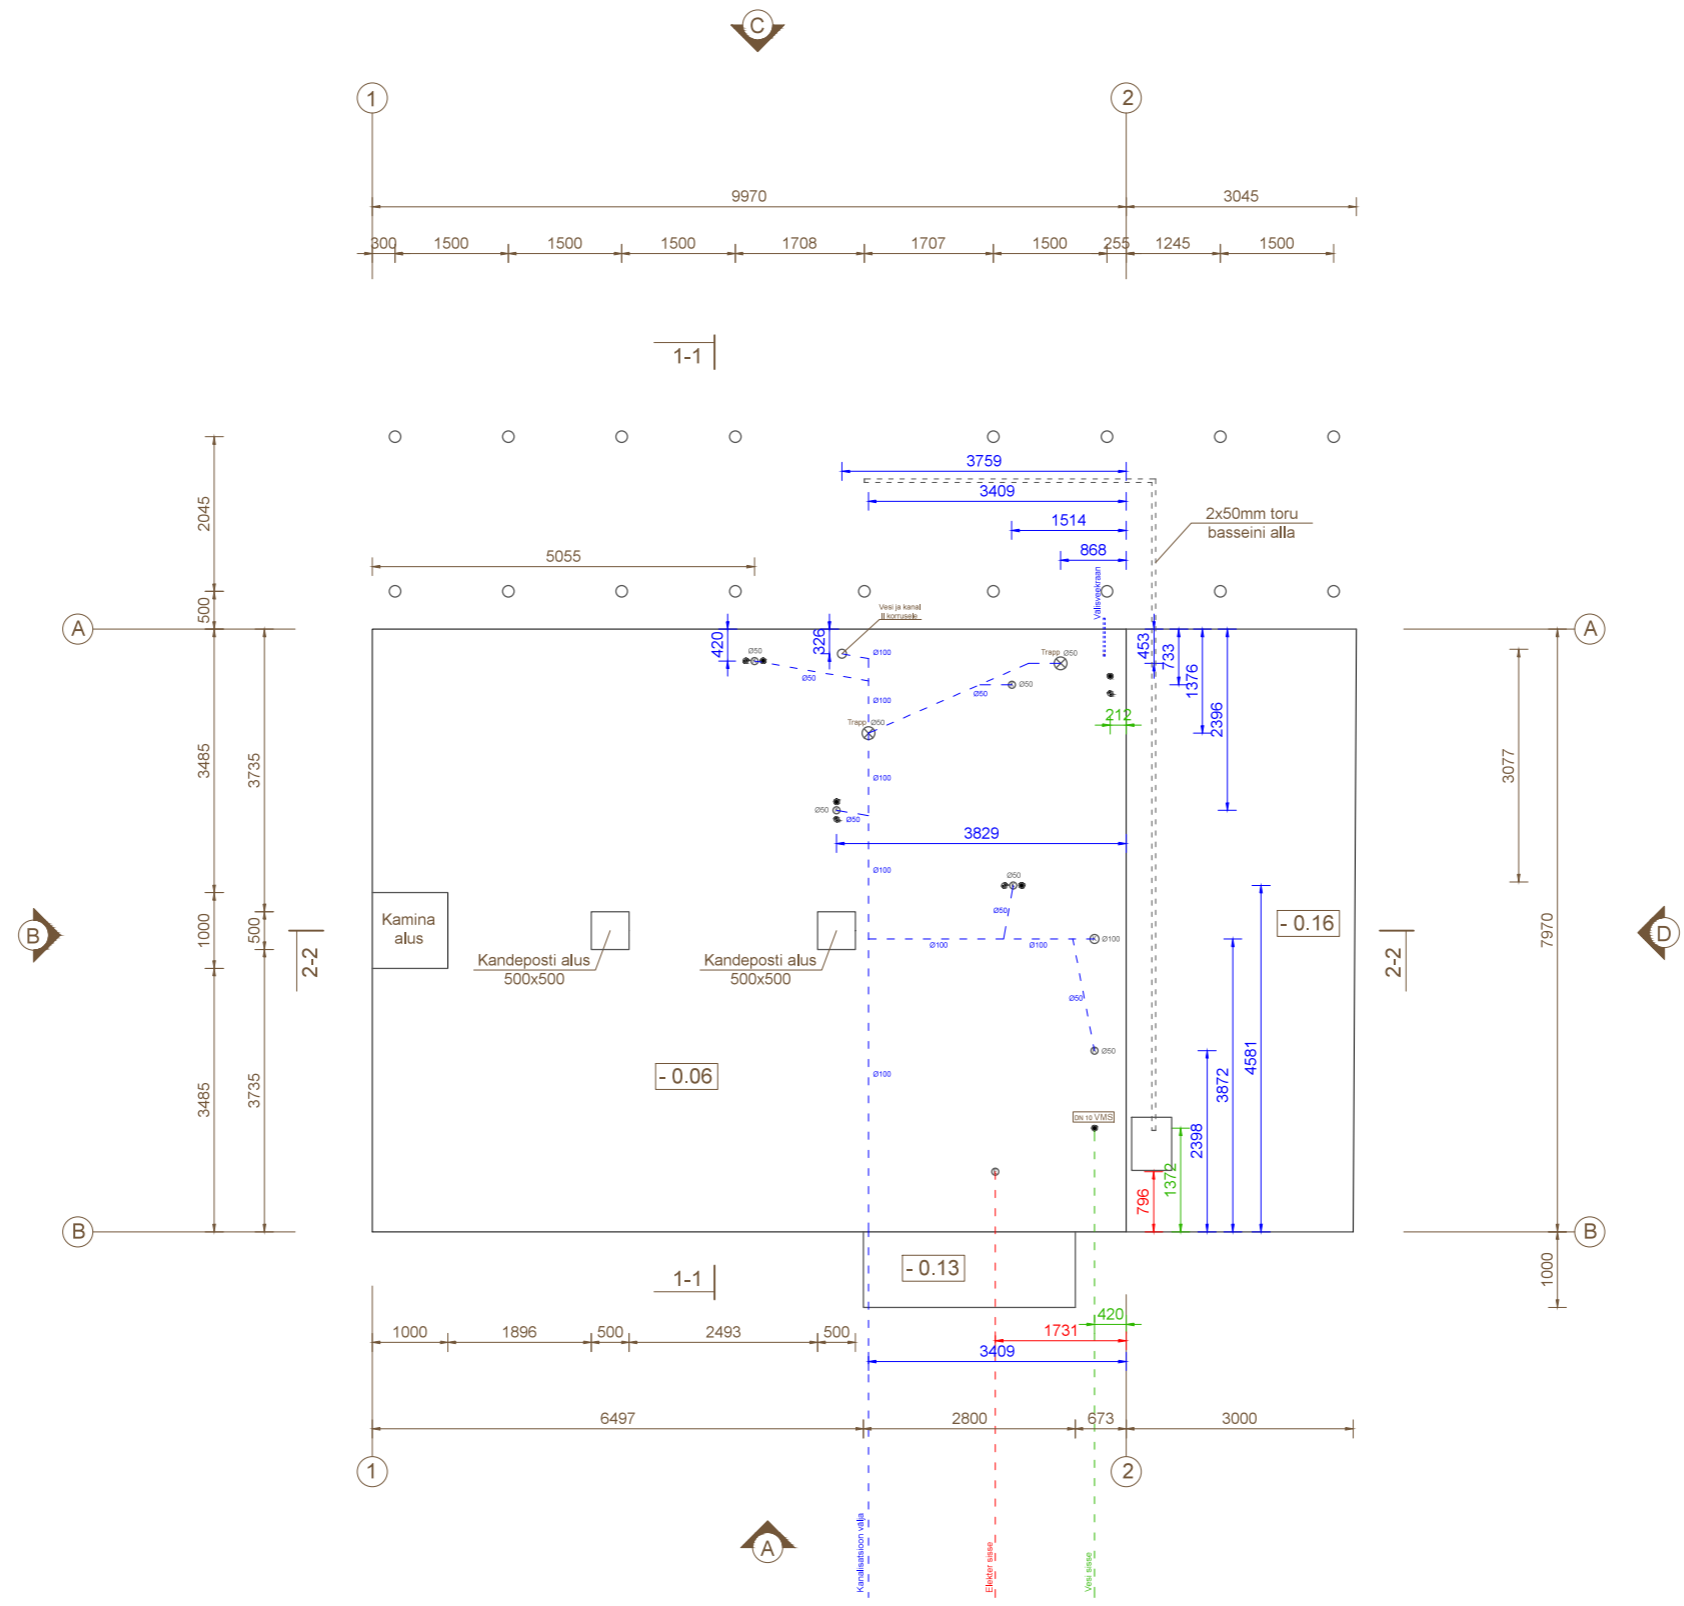 C
1
2
9970
3045
300
1500
1500
1500
1708
1707
1500
255
1245
1500
1-1
3759
3409
1514
868
2x50mm toru
basseini alla
5055
2045
500
Välisveekraan
Vesi ja kanal
II korrusele
A
A
420
326
453
733
1376
2396
Ø50
Ø100
Trapp Ø50
Ø50
Ø50
Ø50
Ø100
Trapp Ø50
212
3485
3735
3077
Ø100
Ø50
Ø50
3829
Ø100
Ø50
Kamina
alus
1000
500
Ø50
- 0.16
7970
B
D
2-2
2-2
Kandeposti alus
500x500
Kandeposti alus
500x500
Ø100
Ø100
Ø100
Ø50
Ø50
4581
3872
2398
- 0.06
Ø100
3485
3735
DN 10 VMS
1372
796
B
B
- 0.13
1000
1-1
420
1731
3409
1000
1896
500
2493
500
6497
2800
673
3000
1
2
A
Kanalisatsioon välja
Elekter sisse
Vesi sisse